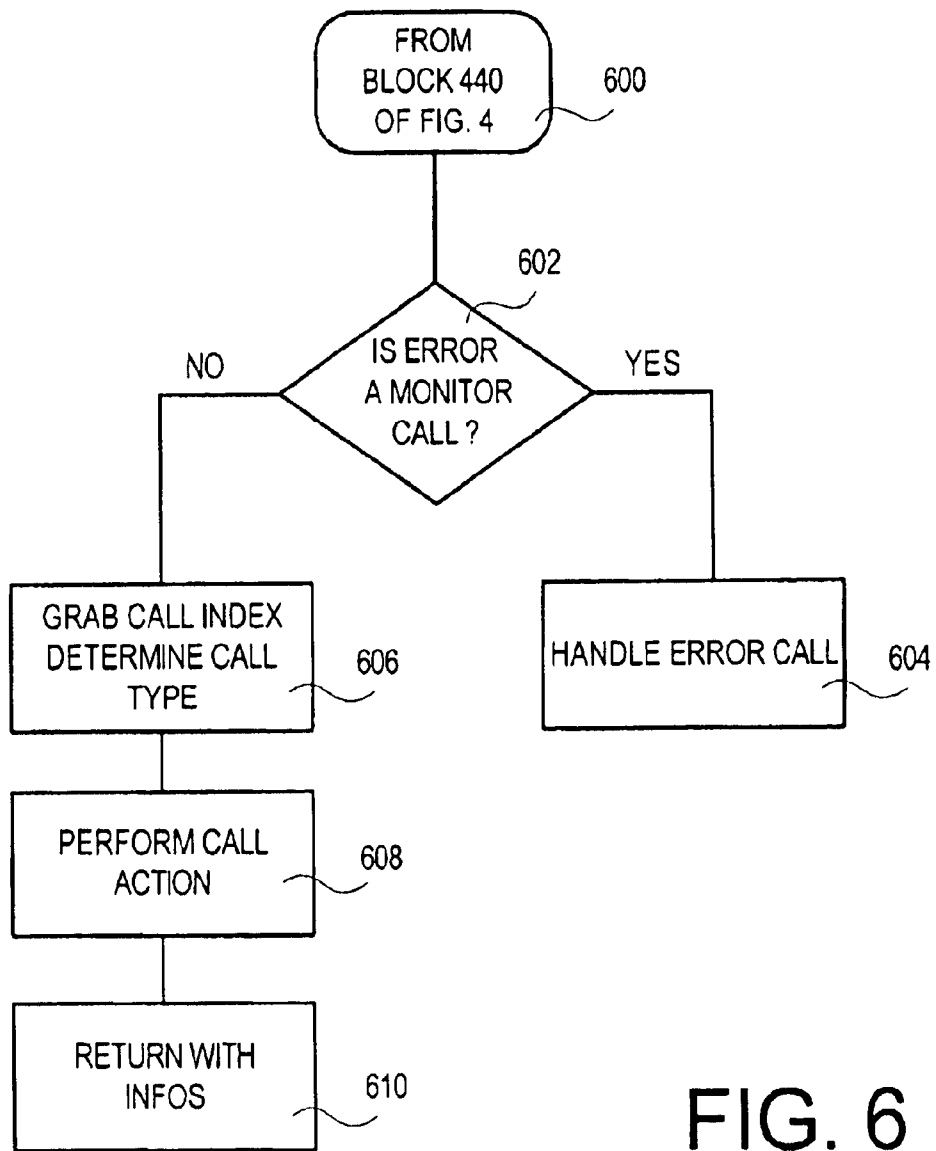 FROM
BLOCK 440
OF FIG. 4
600
602
IS ERROR
A MONITOR
CALL ?
NO
YES
GRAB CALL INDEX
DETERMINE CALL
TYPE
606
HANDLE ERROR CALL
604
PERFORM CALL
ACTION
608
RETURN WITH
INFOS
610
FIG. 6